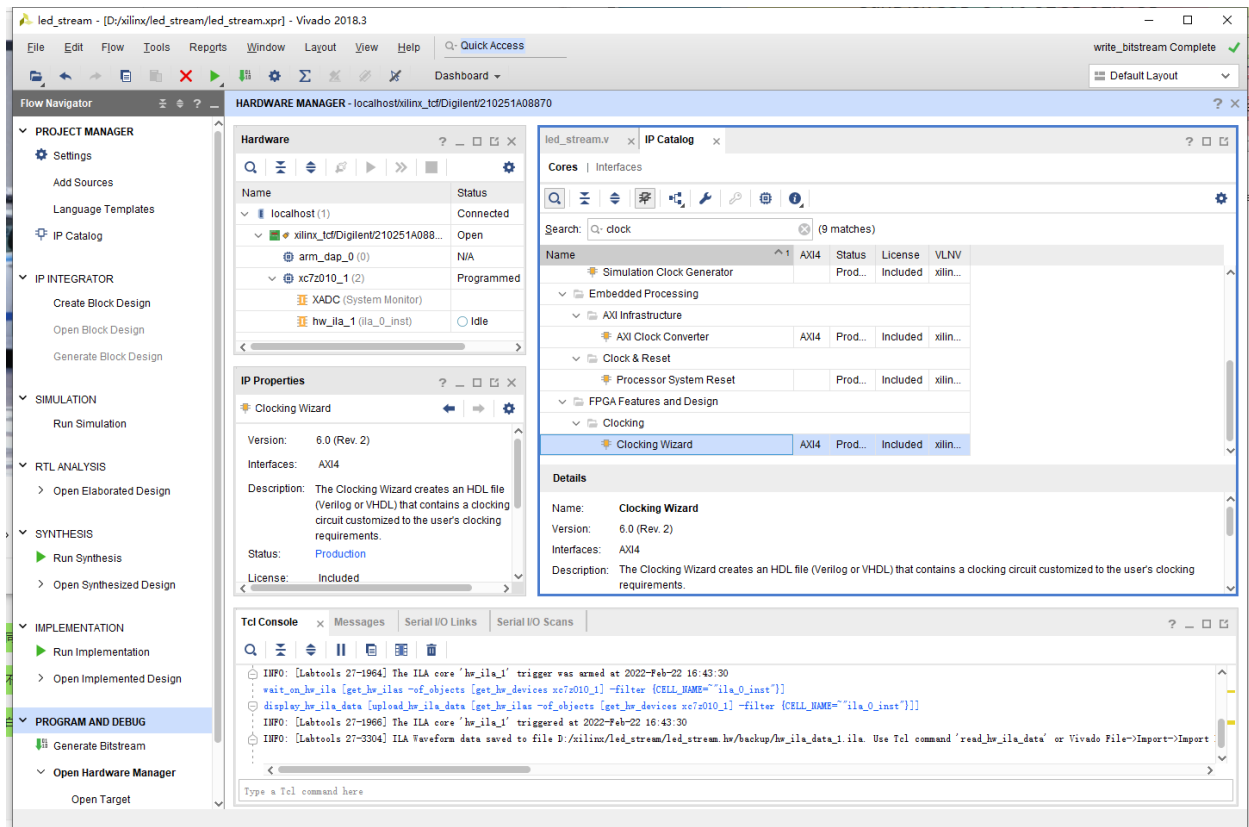 led_stream - [D:/xilinx/led_stream/led_stream.xpr] - Vivado 2018.3
File Edit Flow Tools Reports Window Layout View Help Quick Access
write_bitstream Complete
Dashboard
Default Layout
Flow Navigator
HARDWARE MANAGER - localhost/xilinx_tcf/Digilent/210251A08870
PROJECT MANAGER
Settings
Add Sources
Language Templates
IP Catalog
IP INTEGRATOR
Create Block Design
Open Block Design
Generate Block Design
SIMULATION
Run Simulation
RTL ANALYSIS
Open Elaborated Design
SYNTHESIS
Run Synthesis
Open Synthesized Design
IMPLEMENTATION
Run Implementation
Open Implemented Design
PROGRAM AND DEBUG
Generate Bitstream
Open Hardware Manager
Open Target
Hardware
Name Status
localhost (1) Connected
xilinx_tcf/Digilent/210251A088... Open
arm_dap_0 (0) N/A
xc7z010_1 (2) Programmed
XADC (System Monitor)
hw_ila_1 (ila_0_inst) Idle
IP Properties
Clocking Wizard
Version: 6.0 (Rev. 2)
Interfaces: AXI4
Description: The Clocking Wizard creates an HDL file
(Verilog or VHDL) that contains a clocking
circuit customized to the user's clocking
requirements.
Status: Production
License: Included
led_stream.v IP Catalog
Cores | Interfaces
Search: clock (9 matches)
Name 1 AXI4 Status License VLNV
Simulation Clock Generator Prod... Included xilin...
Embedded Processing
AXI Infrastructure
AXI Clock Converter AXI4 Prod... Included xilin...
Clock & Reset
Processor System Reset Prod... Included xilin...
FPGA Features and Design
Clocking
Clocking Wizard AXI4 Prod... Included xilin...
Details
Name: Clocking Wizard
Version: 6.0 (Rev. 2)
Interfaces: AXI4
Description: The Clocking Wizard creates an HDL file (Verilog or VHDL) that contains a clocking circuit customized to the user's clocking
requirements.
Tcl Console Messages Serial I/O Links Serial I/O Scans
INFO: [Labtools 27-1964] The ILA core 'hw_ila_1' trigger was armed at 2022-Feb-22 16:43:30
wait_on_hw_ila [get_hw_ilas -of_objects [get_hw_devices xc7z010_1] -filter {CELL_NAME=~"ila_0_inst"}]
display_hw_ila_data [upload_hw_ila_data [get_hw_ilas -of_objects [get_hw_devices xc7z010_1] -filter {CELL_NAME=~"ila_0_inst"}]]
INFO: [Labtools 27-1966] The ILA core 'hw_ila_1' triggered at 2022-Feb-22 16:43:30
INFO: [Labtools 27-3304] ILA Waveform data saved to file D:/xilinx/led_stream/led_stream.hw/backup/hw_ila_data_1.ila. Use Tcl command 'read_hw_ila_data' or Vivado File->Import->Import
Type a Tcl command here